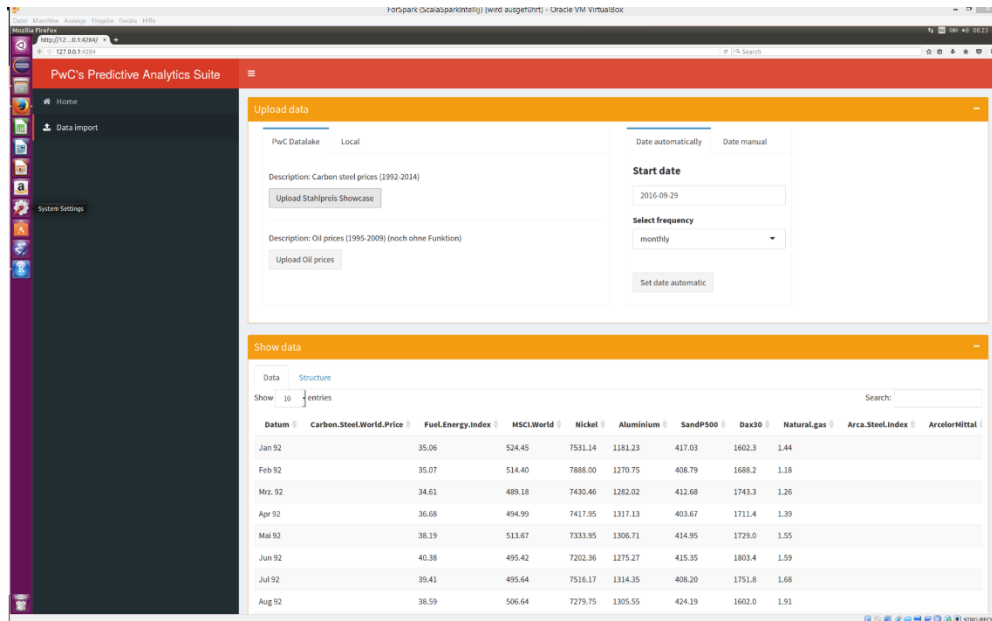 ForSpark (ScalaSparkIntellij) [wird ausgeführt] - Oracle VM VirtualBox
Datei Maschine Anzeige Eingabe Geräte Hilfe
Mozilla Firefox
08:23
http://12...0.1:4284/
127.0.0.1:4284
Search
PwC's Predictive Analytics Suite
Home
Data import
System Settings
Upload data
PwC Datalake Local
Description: Carbon steel prices (1992-2014)
Upload Stahlpreis Showcase
Description: Oil prices (1995-2009) (noch ohne Funktion)
Upload Oil prices
Date automatically Date manual
Start date
2016-09-29
Select frequency
monthly
Set date automatic
Show data
Data Structure
Show 10 entries
Search:
Datum Carbon.Steel.World.Price Fuel.Energy.Index MSCI.World Nickel Aluminium SandP500 Dax30 Natural.gas Arca.Steel.Index ArcelorMittal
Jan 92 35.06 524.45 7531.14 1181.23 417.03 1602.3 1.44
Feb 92 35.07 514.40 7888.00 1270.75 408.79 1688.2 1.18
Mrz. 92 34.61 489.18 7430.46 1282.02 412.68 1743.3 1.26
Apr 92 36.68 494.99 7417.95 1317.13 403.67 1711.4 1.39
Mai 92 38.19 513.67 7333.95 1306.71 414.95 1729.0 1.55
Jun 92 40.38 495.42 7202.36 1275.27 415.35 1803.4 1.59
Jul 92 39.41 495.64 7516.17 1314.35 408.20 1751.8 1.68
Aug 92 38.59 506.64 7279.75 1305.55 424.19 1602.0 1.91